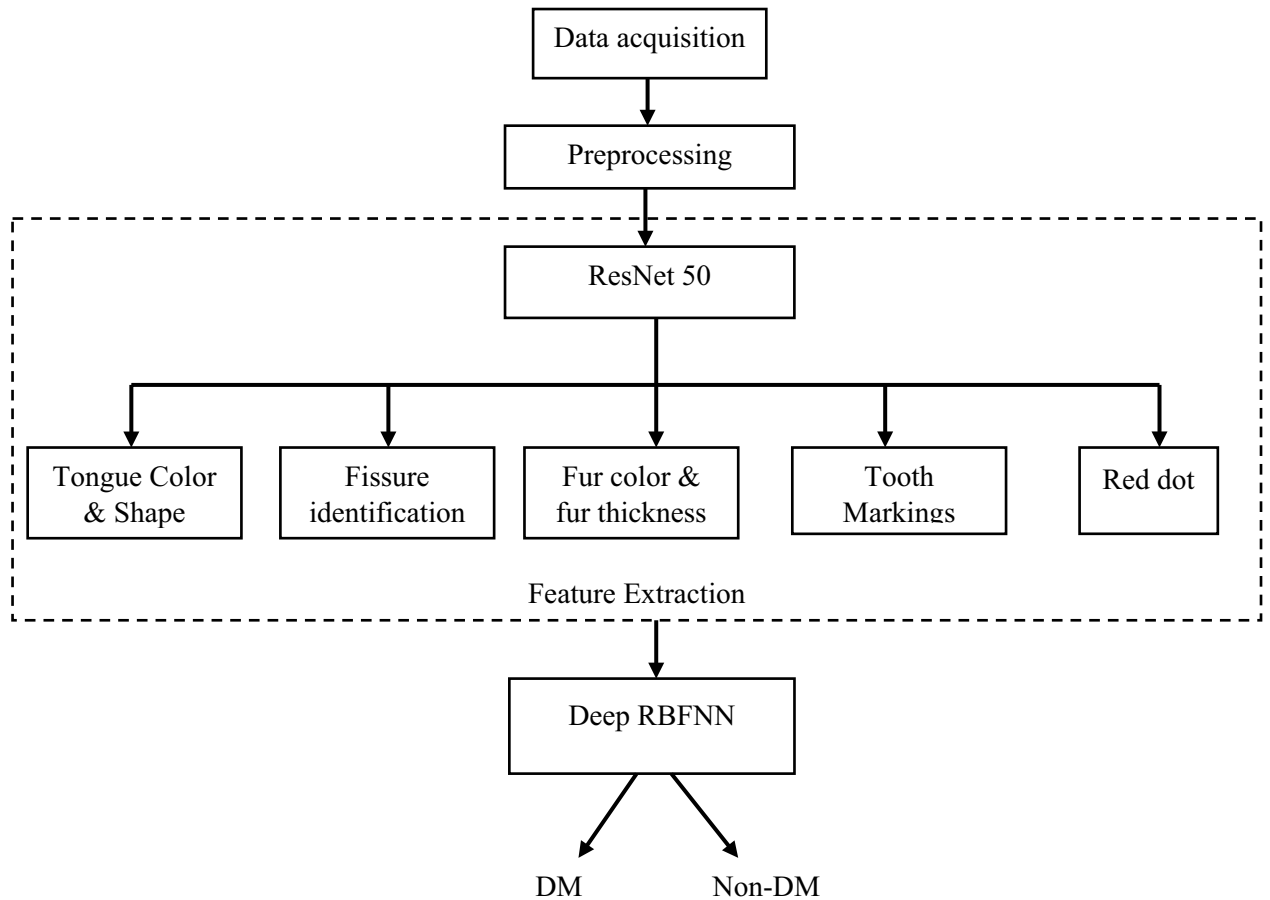 Data acquisition
Preprocessing
ResNet 50
Tongue Color
& Shape
Fissure
identification
Fur color &
fur thickness
Tooth
Markings
Red dot
Feature Extraction
Deep RBFNN
DM
Non-DM